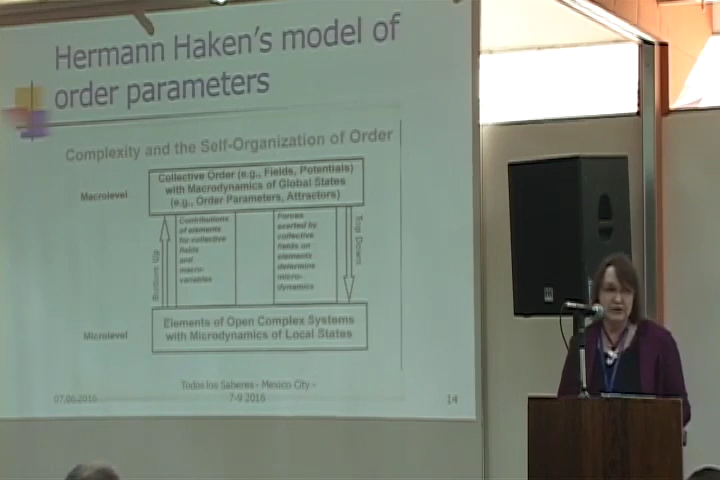 Hermann Haken's model of
order parameters
Complexity and the Self-Organization of Order
Macrolevel
Collective Order (e.g., Fields, Potentials)
with Macrodynamics of Global States
(e.g., Order Parameters, Attractors)
Bottom Up
Contributions
of elements
for collective
fields
and
macro-
variables
Forces
exerted by
collective
fields on
elements
determine
micro-
dynamics
Top Down
Microlevel
Elements of Open Complex Systems
with Microdynamics of Local States
07.06.2016
Todos los Saberes - Mexico City -
7-9 2016
14